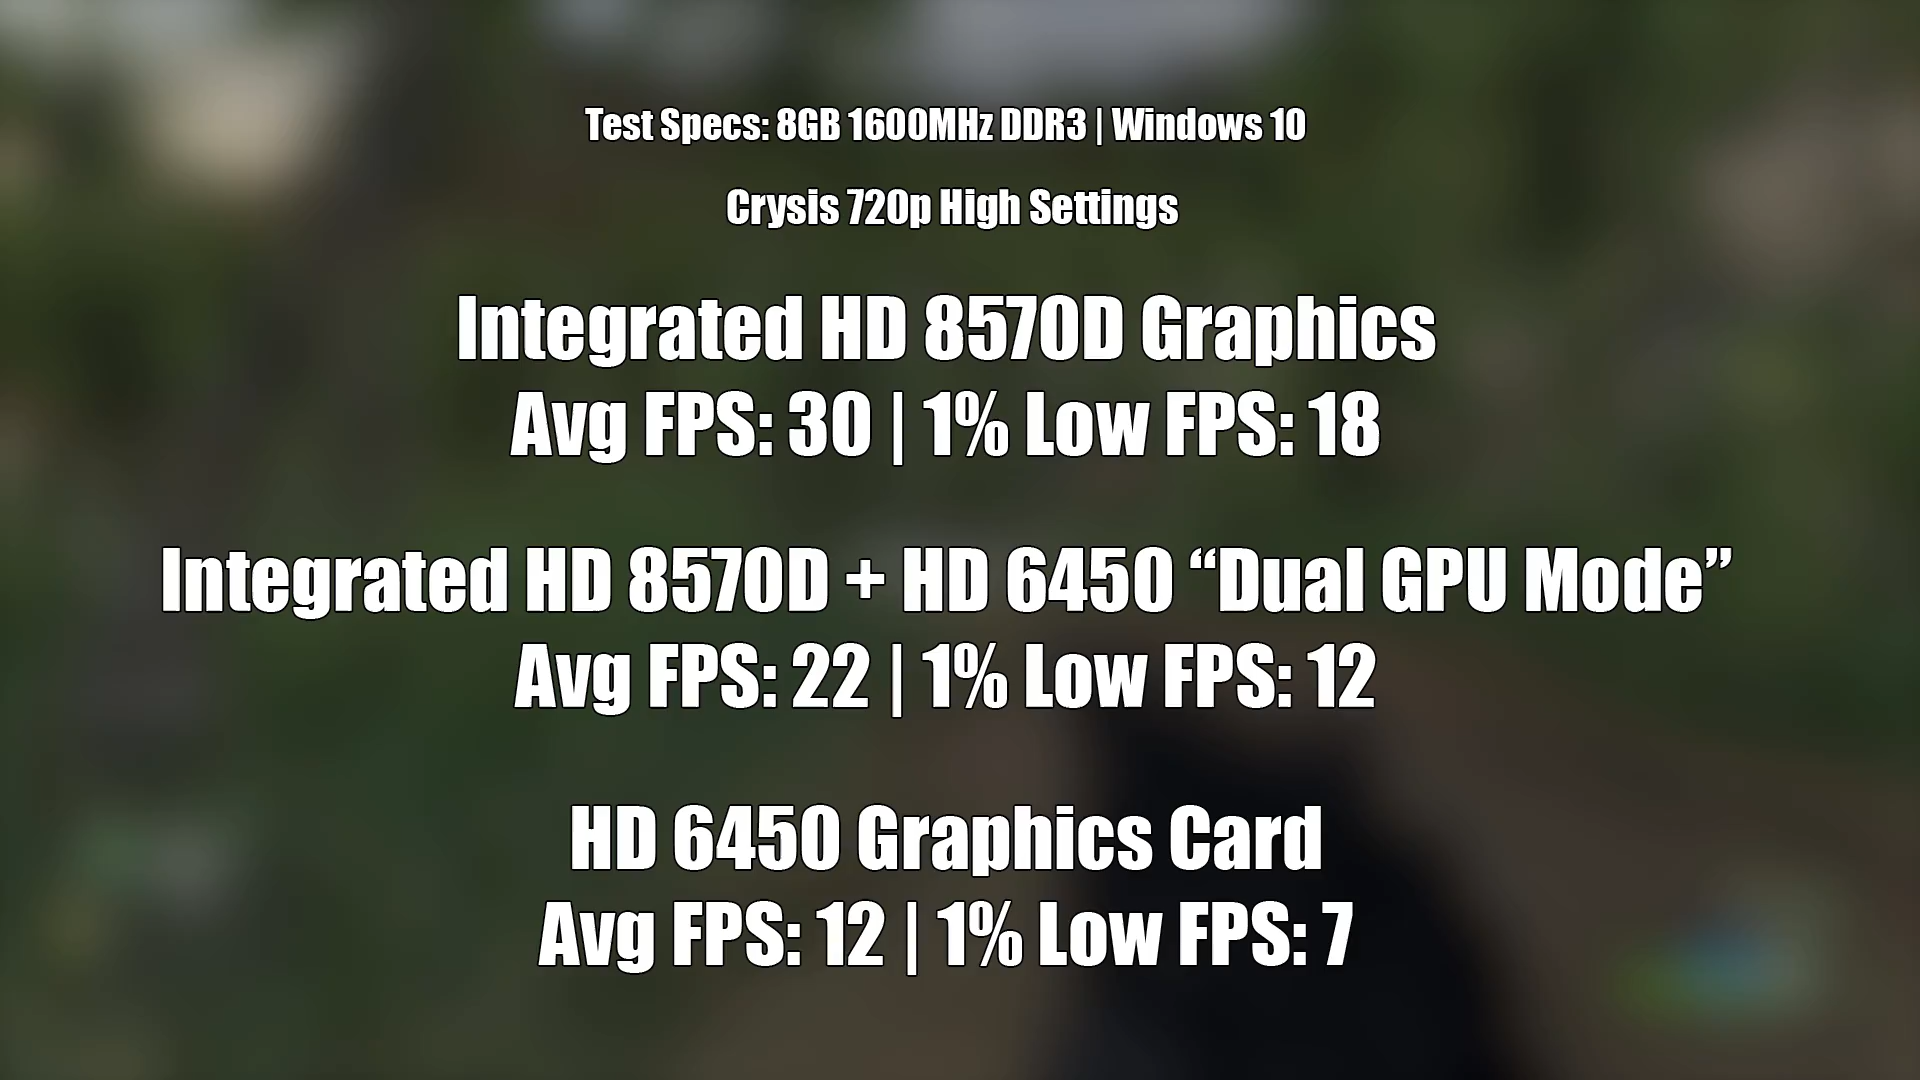 Test Specs: 8GB 1600MHz DDR3 | Windows 10
Crysis 720p High Settings
Integrated HD 8570D Graphics
Avg FPS: 30 | 1% Low FPS: 18
Integrated HD 8570D + HD 6450 “Dual GPU Mode”
Avg FPS: 22 | 1% Low FPS: 12
HD 6450 Graphics Card
Avg FPS: 12 | 1% Low FPS: 7